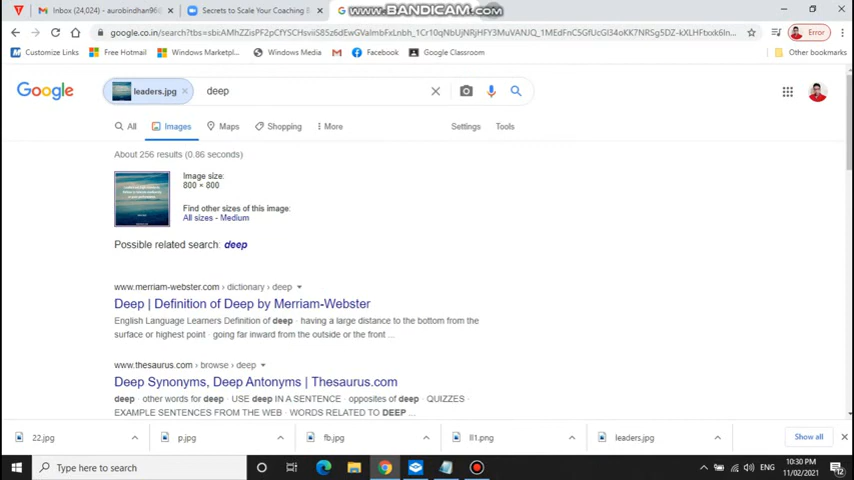 Inbox (24,024) - aurobindhan96
Secrets to Scale Your Coaching B
WWW.BANDICAM.COM
google.co.in/search?tbs=
Error
Customize Links
Free Hotmail
Windows Marketpl...
Windows Media
Facebook
Google Classroom
Other bookmarks
Google
leaders.jpg
deep
All
Images
Maps
Shopping
More
Settings
Tools
About 256 results (0.86 seconds)
Image size:
800 × 800
Find other sizes of this image:
All sizes - Medium
Possible related search: deep
www.merriam-webster.com › dictionary › deep
Deep | Definition of Deep by Merriam-Webster
English Language Learners Definition of deep · having a large distance to the bottom from the
surface or highest point · going far inward from the outside or the front ...
www.thesaurus.com › browse › deep
Deep Synonyms, Deep Antonyms | Thesaurus.com
deep · other words for deep · USE deep IN A SENTENCE · opposites of deep · QUIZZES ·
EXAMPLE SENTENCES FROM THE WEB · WORDS RELATED TO DEEP ...
22.jpg
p.jpg
fb.jpg
leaders.jpg
Show all
Type here to search
ENG
10:30 PM
11/02/2021